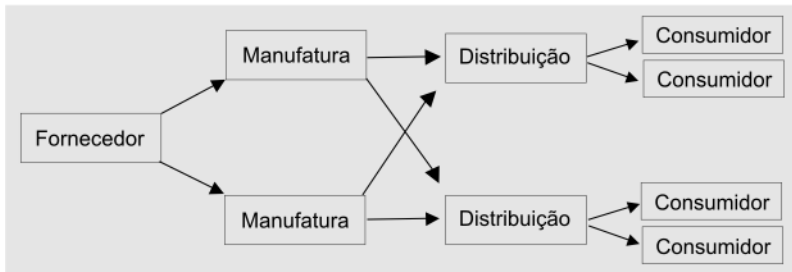 Fornecedor
Manufatura
Manufatura
Distribuição
Distribuição
Consumidor
Consumidor
Consumidor
Consumidor